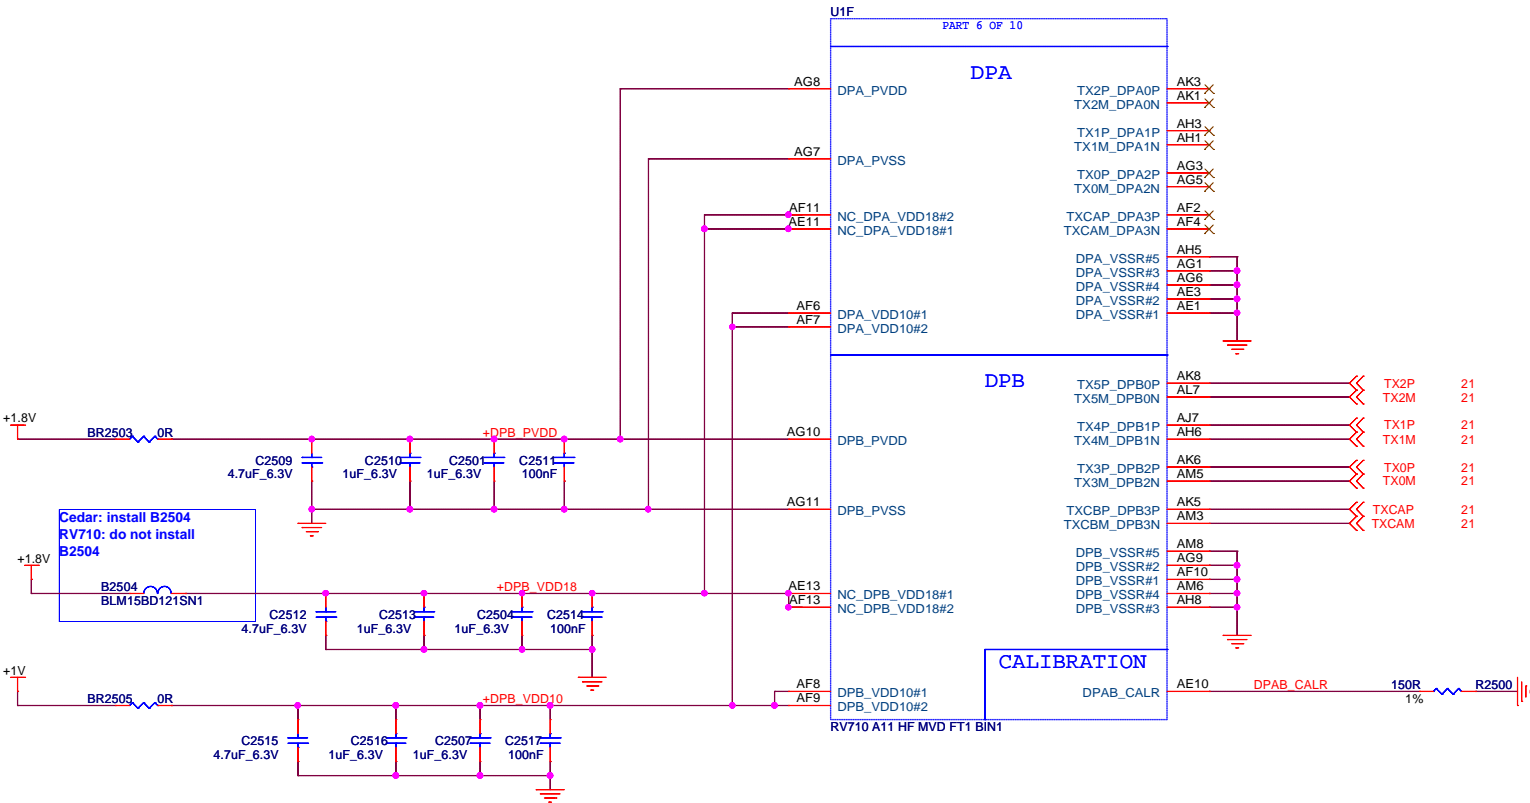 U1F
PART 6 OF 10
DPA
AG8 DPA_PVDD
AG7 DPA_PVSS
AF11 NC_DPA_VDD18#2
AE11 NC_DPA_VDD18#1
AF6 DPA_VDD10#1
AF7 DPA_VDD10#2
TX2P_DPA0P AK3
TX2M_DPA0N AK1
TX1P_DPA1P AH3
TX1M_DPA1N AH1
TX0P_DPA2P AG3
TX0M_DPA2N AG5
TXCAP_DPA3P AF2
TXCAM_DPA3N AF4
DPA_VSSR#5 AH5
DPA_VSSR#3 AG1
DPA_VSSR#4 AG6
DPA_VSSR#2 AE3
DPA_VSSR#1 AE1
DPB
TX5P_DPB0P AK8 TX2P 21
TX5M_DPB0N AL7 TX2M 21
TX4P_DPB1P AJ7 TX1P 21
TX4M_DPB1N AH6 TX1M 21
TX3P_DPB2P AK6 TX0P 21
TX3M_DPB2N AM5 TX0M 21
TXCBP_DPB3P AK5 TXCAP 21
TXCBM_DPB3N AM3 TXCAM 21
DPB_VSSR#5 AM8
DPB_VSSR#2 AG9
DPB_VSSR#1 AF10
DPB_VSSR#4 AM6
DPB_VSSR#3 AH8
+1.8V
BR2503 0R
+DPB_PVDD
AG10 DPB_PVDD
C2509 C2510 C2501 C2511
4.7uF_6.3V 1uF_6.3V 1uF_6.3V 100nF
AG11 DPB_PVSS
Cedar: install B2504
RV710: do not install
B2504
+1.8V
B2504
BLM15BD121SN1
+DPB_VDD18
AE13 NC_DPB_VDD18#1
AF13 NC_DPB_VDD18#2
C2512 C2513 C2504 C2514
4.7uF_6.3V 1uF_6.3V 1uF_6.3V 100nF
+1V
BR2505 0R
+DPB_VDD10
AF8 DPB_VDD10#1
AF9 DPB_VDD10#2
C2515 C2516 C2507 C2517
4.7uF_6.3V 1uF_6.3V 1uF_6.3V 100nF
CALIBRATION
DPAB_CALR AE10 DPAB_CALR 150R R2500
1%
RV710 A11 HF MVD FT1 BIN1